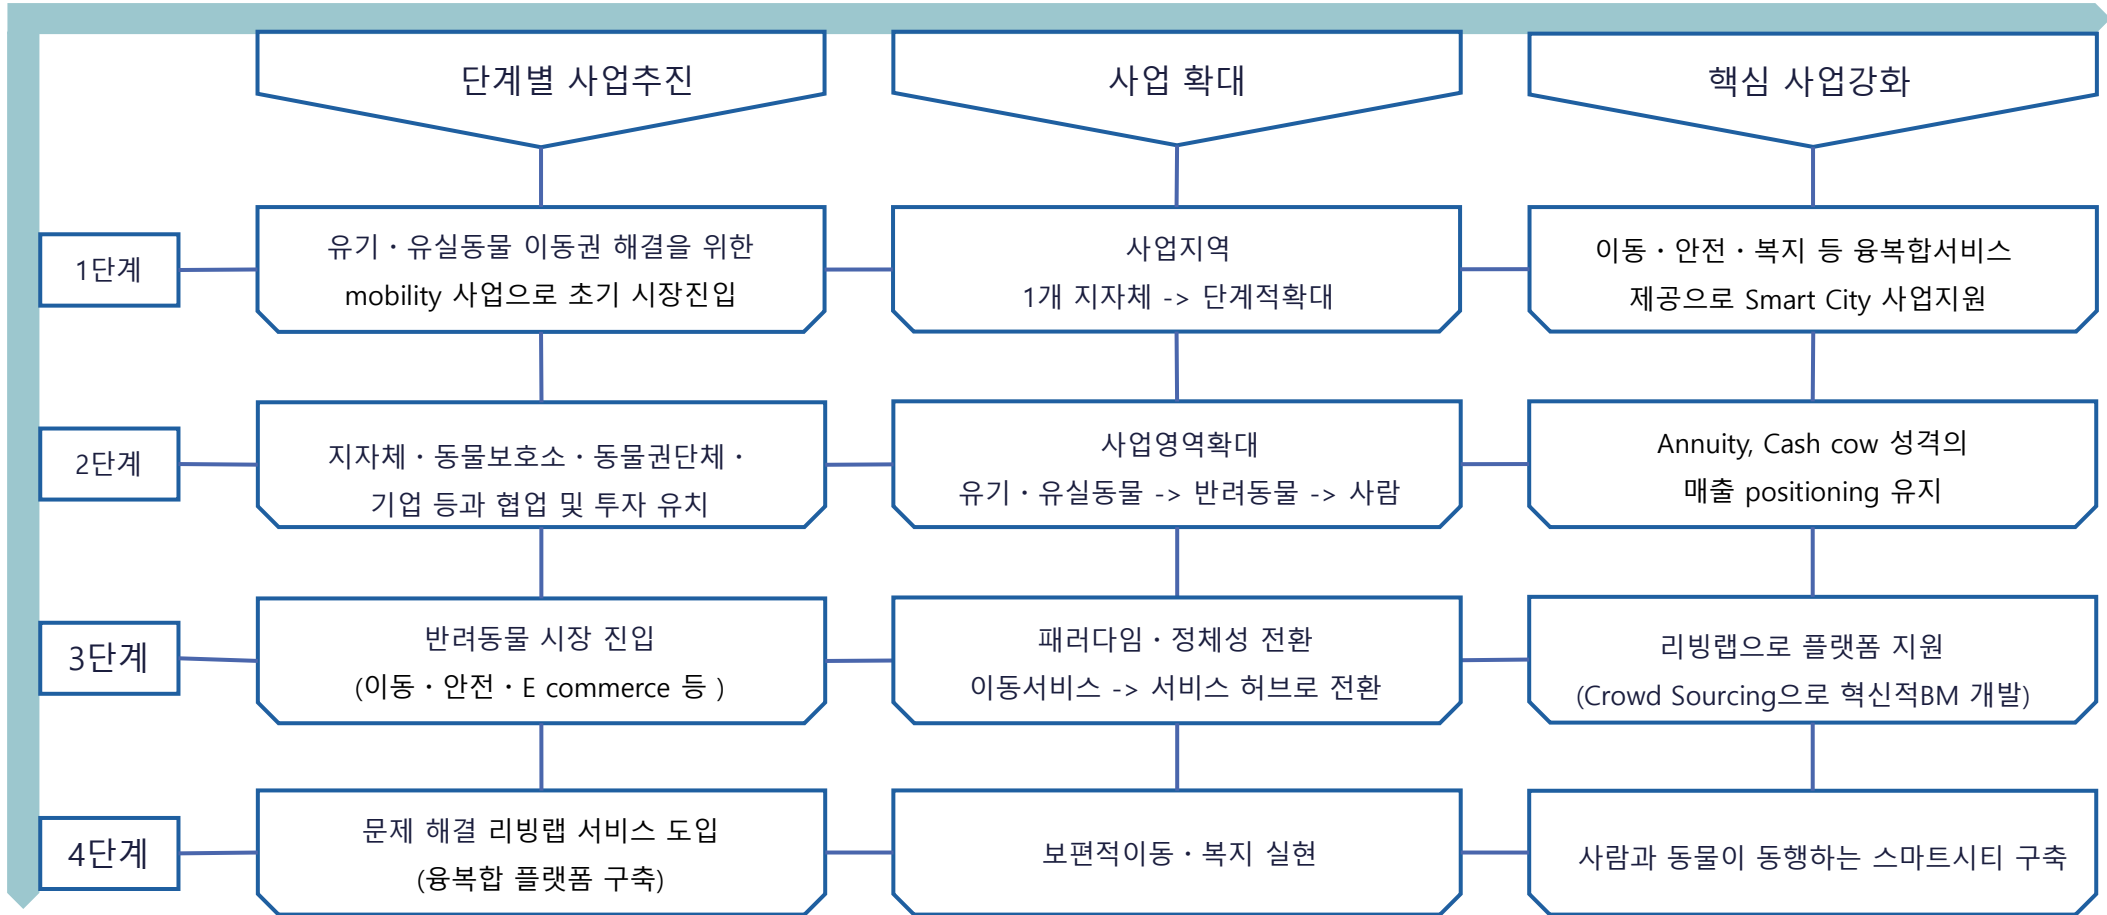 단계별 사업추진
사업 확대
핵심 사업강화
1단계
유기・유실동물 이동권 해결을 위한
mobility 사업으로 초기 시장진입
사업지역
1개 지자체 -> 단계적확대
이동・안전・복지 등 융복합서비스
제공으로 Smart City 사업지원
2단계
지자체・동물보호소・동물권단체・
기업 등과 협업 및 투자 유치
사업영역확대
유기・유실동물 -> 반려동물 -> 사람
Annuity, Cash cow 성격의
매출 positioning 유지
3단계
반려동물 시장 진입
(이동・안전・E commerce 등 )
패러다임・정체성 전환
이동서비스 -> 서비스 허브로 전환
리빙랩으로 플랫폼 지원
(Crowd Sourcing으로 혁신적BM 개발)
4단계
문제 해결 리빙랩 서비스 도입
(융복합 플랫폼 구축)
보편적이동・복지 실현
사람과 동물이 동행하는 스마트시티 구축